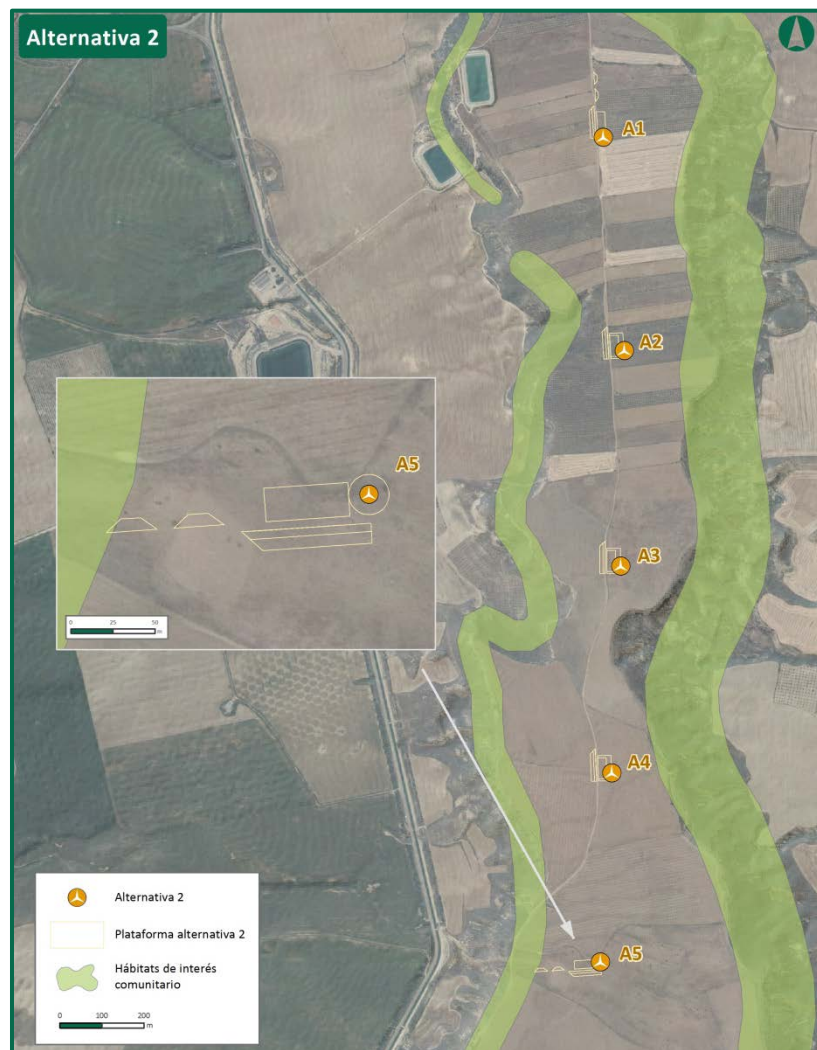 Alternativa 2
A1
A2
A5
0 25 50
m
A3
A4
A5
Alternativa 2
Plataforma alternativa 2
Hábitats de interés
comunitario
0 100 200
m